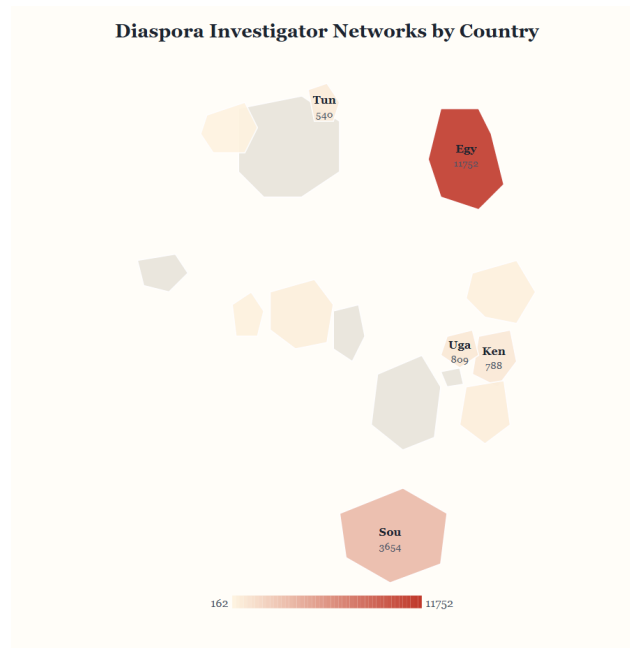 Diaspora Investigator Networks by Country
Tun
540
Egy
11752
Uga
809
Ken
788
Sou
3654
162
11752